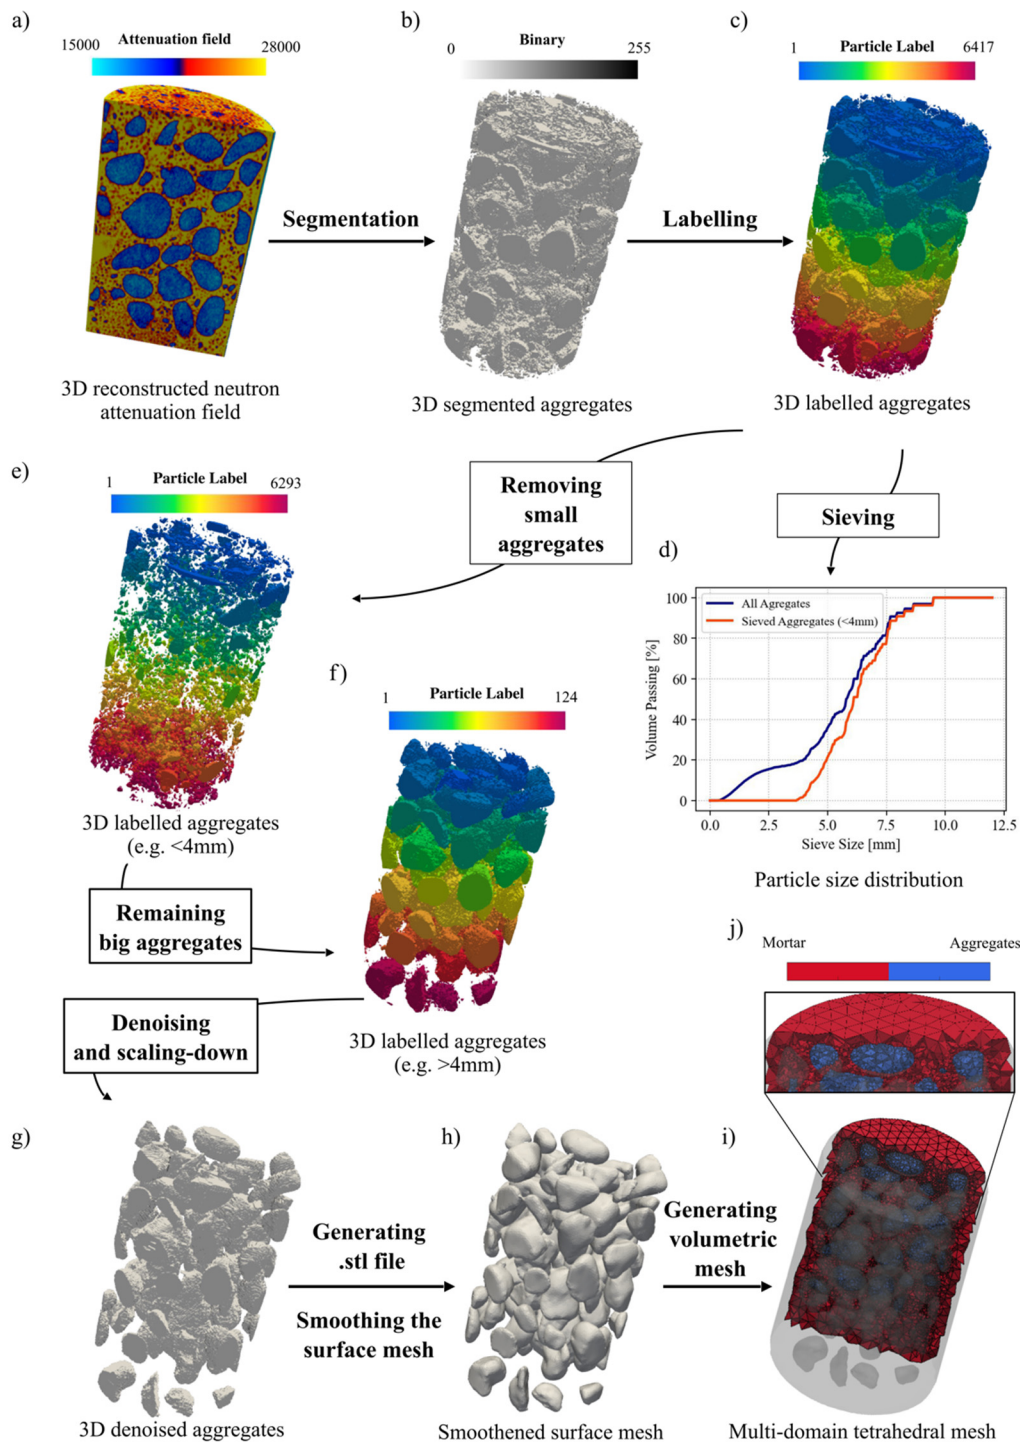 a)
Attenuation field
15000
28000
3D reconstructed neutron
attenuation field
Segmentation
b)
Binary
0
255
3D segmented aggregates
Labelling
c)
Particle Label
1
6417
3D labelled aggregates
Removing
small
aggregates
Sieving
e)
Particle Label
1
6293
3D labelled aggregates
(e.g. <4mm)
d)
All Agregates
Sieved Aggregates (<4mm)
100
80
60
40
20
0
Volume Passing [%]
0.0
2.5
5.0
7.5
10.0
12.5
Sieve Size [mm]
Particle size distribution
f)
Particle Label
1
124
3D labelled aggregates
(e.g. >4mm)
Remaining
big aggregates
Denoising
and scaling-down
g)
3D denoised aggregates
Generating
.stl file
Smoothing the
surface mesh
h)
Smoothened surface mesh
Generating
volumetric
mesh
j)
Mortar
Aggregates
i)
Multi-domain tetrahedral mesh